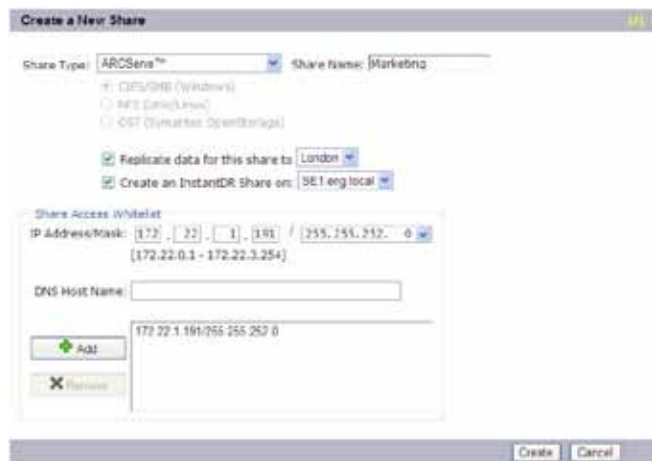 Create a New Share
Share Type: ARCServe™ Share Name: Marketing
CIFS/SMB (Windows)
NFS (Unix/Linux)
OST (Symantec OpenStorage)
Replicate data for this share to London
Create an InstantDR Share on: SE1 eng local
Share Access Whitelist
IP Address/Mask: 172 . 22 . 1 . 191 / 255.255.252. 0
[172.22.0.1 - 172.22.3.254]
DNS Host Name:
172.22.1.191/255.255.252.0
Add
Remove
Create Cancel